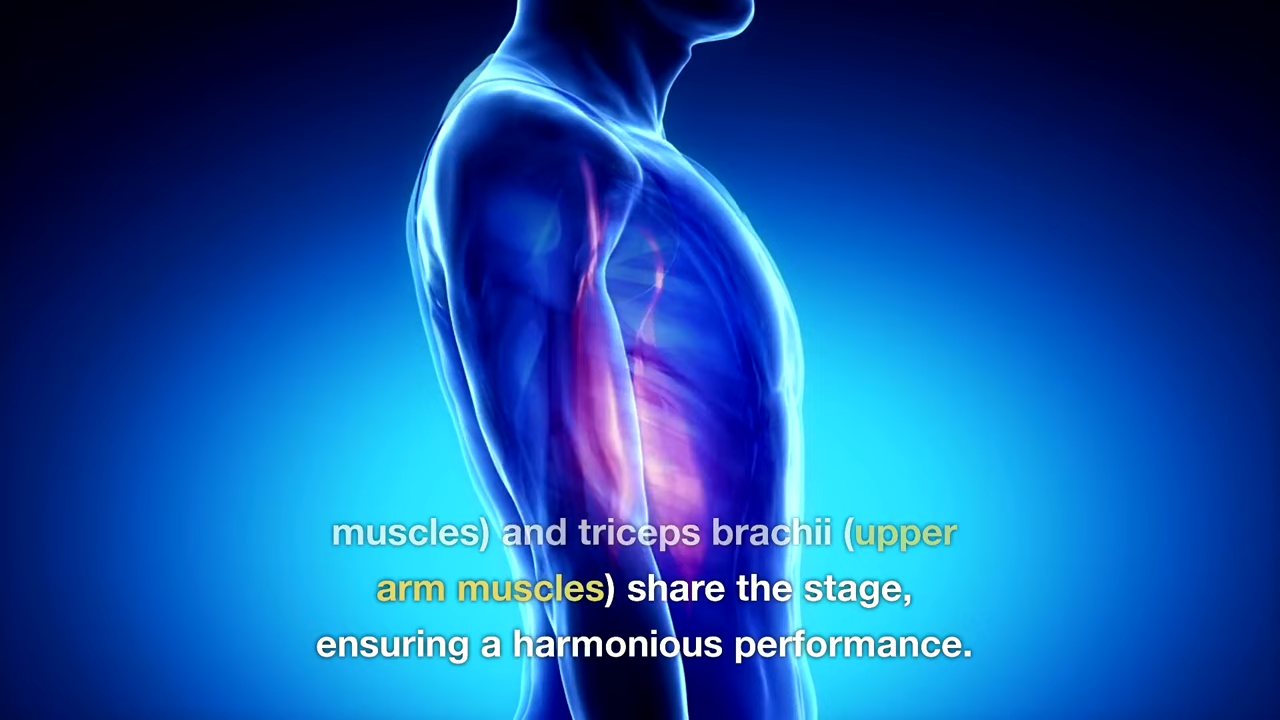 muscles) and triceps brachii (upper
arm muscles) share the stage,
ensuring a harmonious performance.